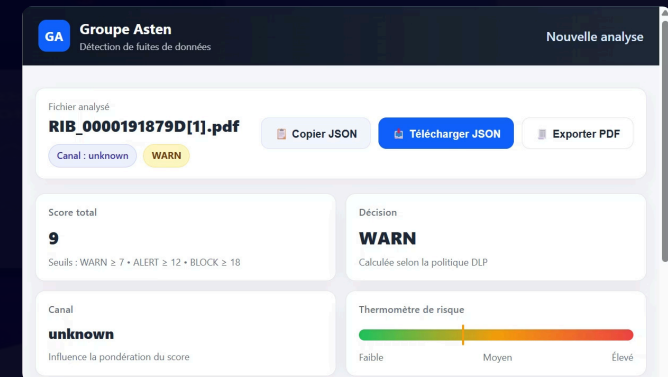 GA
Groupe Asten
Détection de fuites de données
Nouvelle analyse
Fichier analysé
RIB_0000191879D[1].pdf
Copier JSON
Télécharger JSON
Exporter PDF
Canal : unknown
WARN
Score total
9
Seuils : WARN ≥ 7 • ALERT ≥ 12 • BLOCK ≥ 18
Décision
WARN
Calculée selon la politique DLP
Canal
unknown
Influence la pondération du score
Thermomètre de risque
Faible
Moyen
Élevé